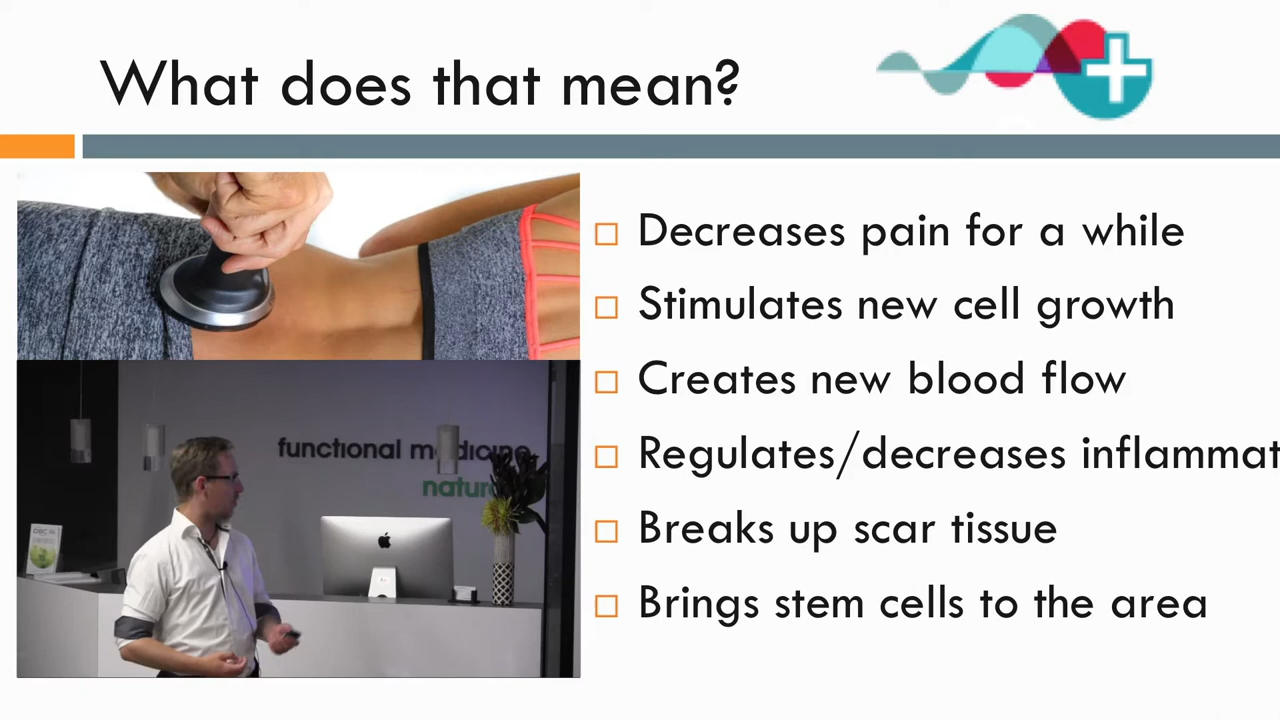 What does that mean?
Decreases pain for a while
Stimulates new cell growth
Creates new blood flow
Regulates/decreases inflammat
Breaks up scar tissue
Brings stem cells to the area
functional medicine
natur